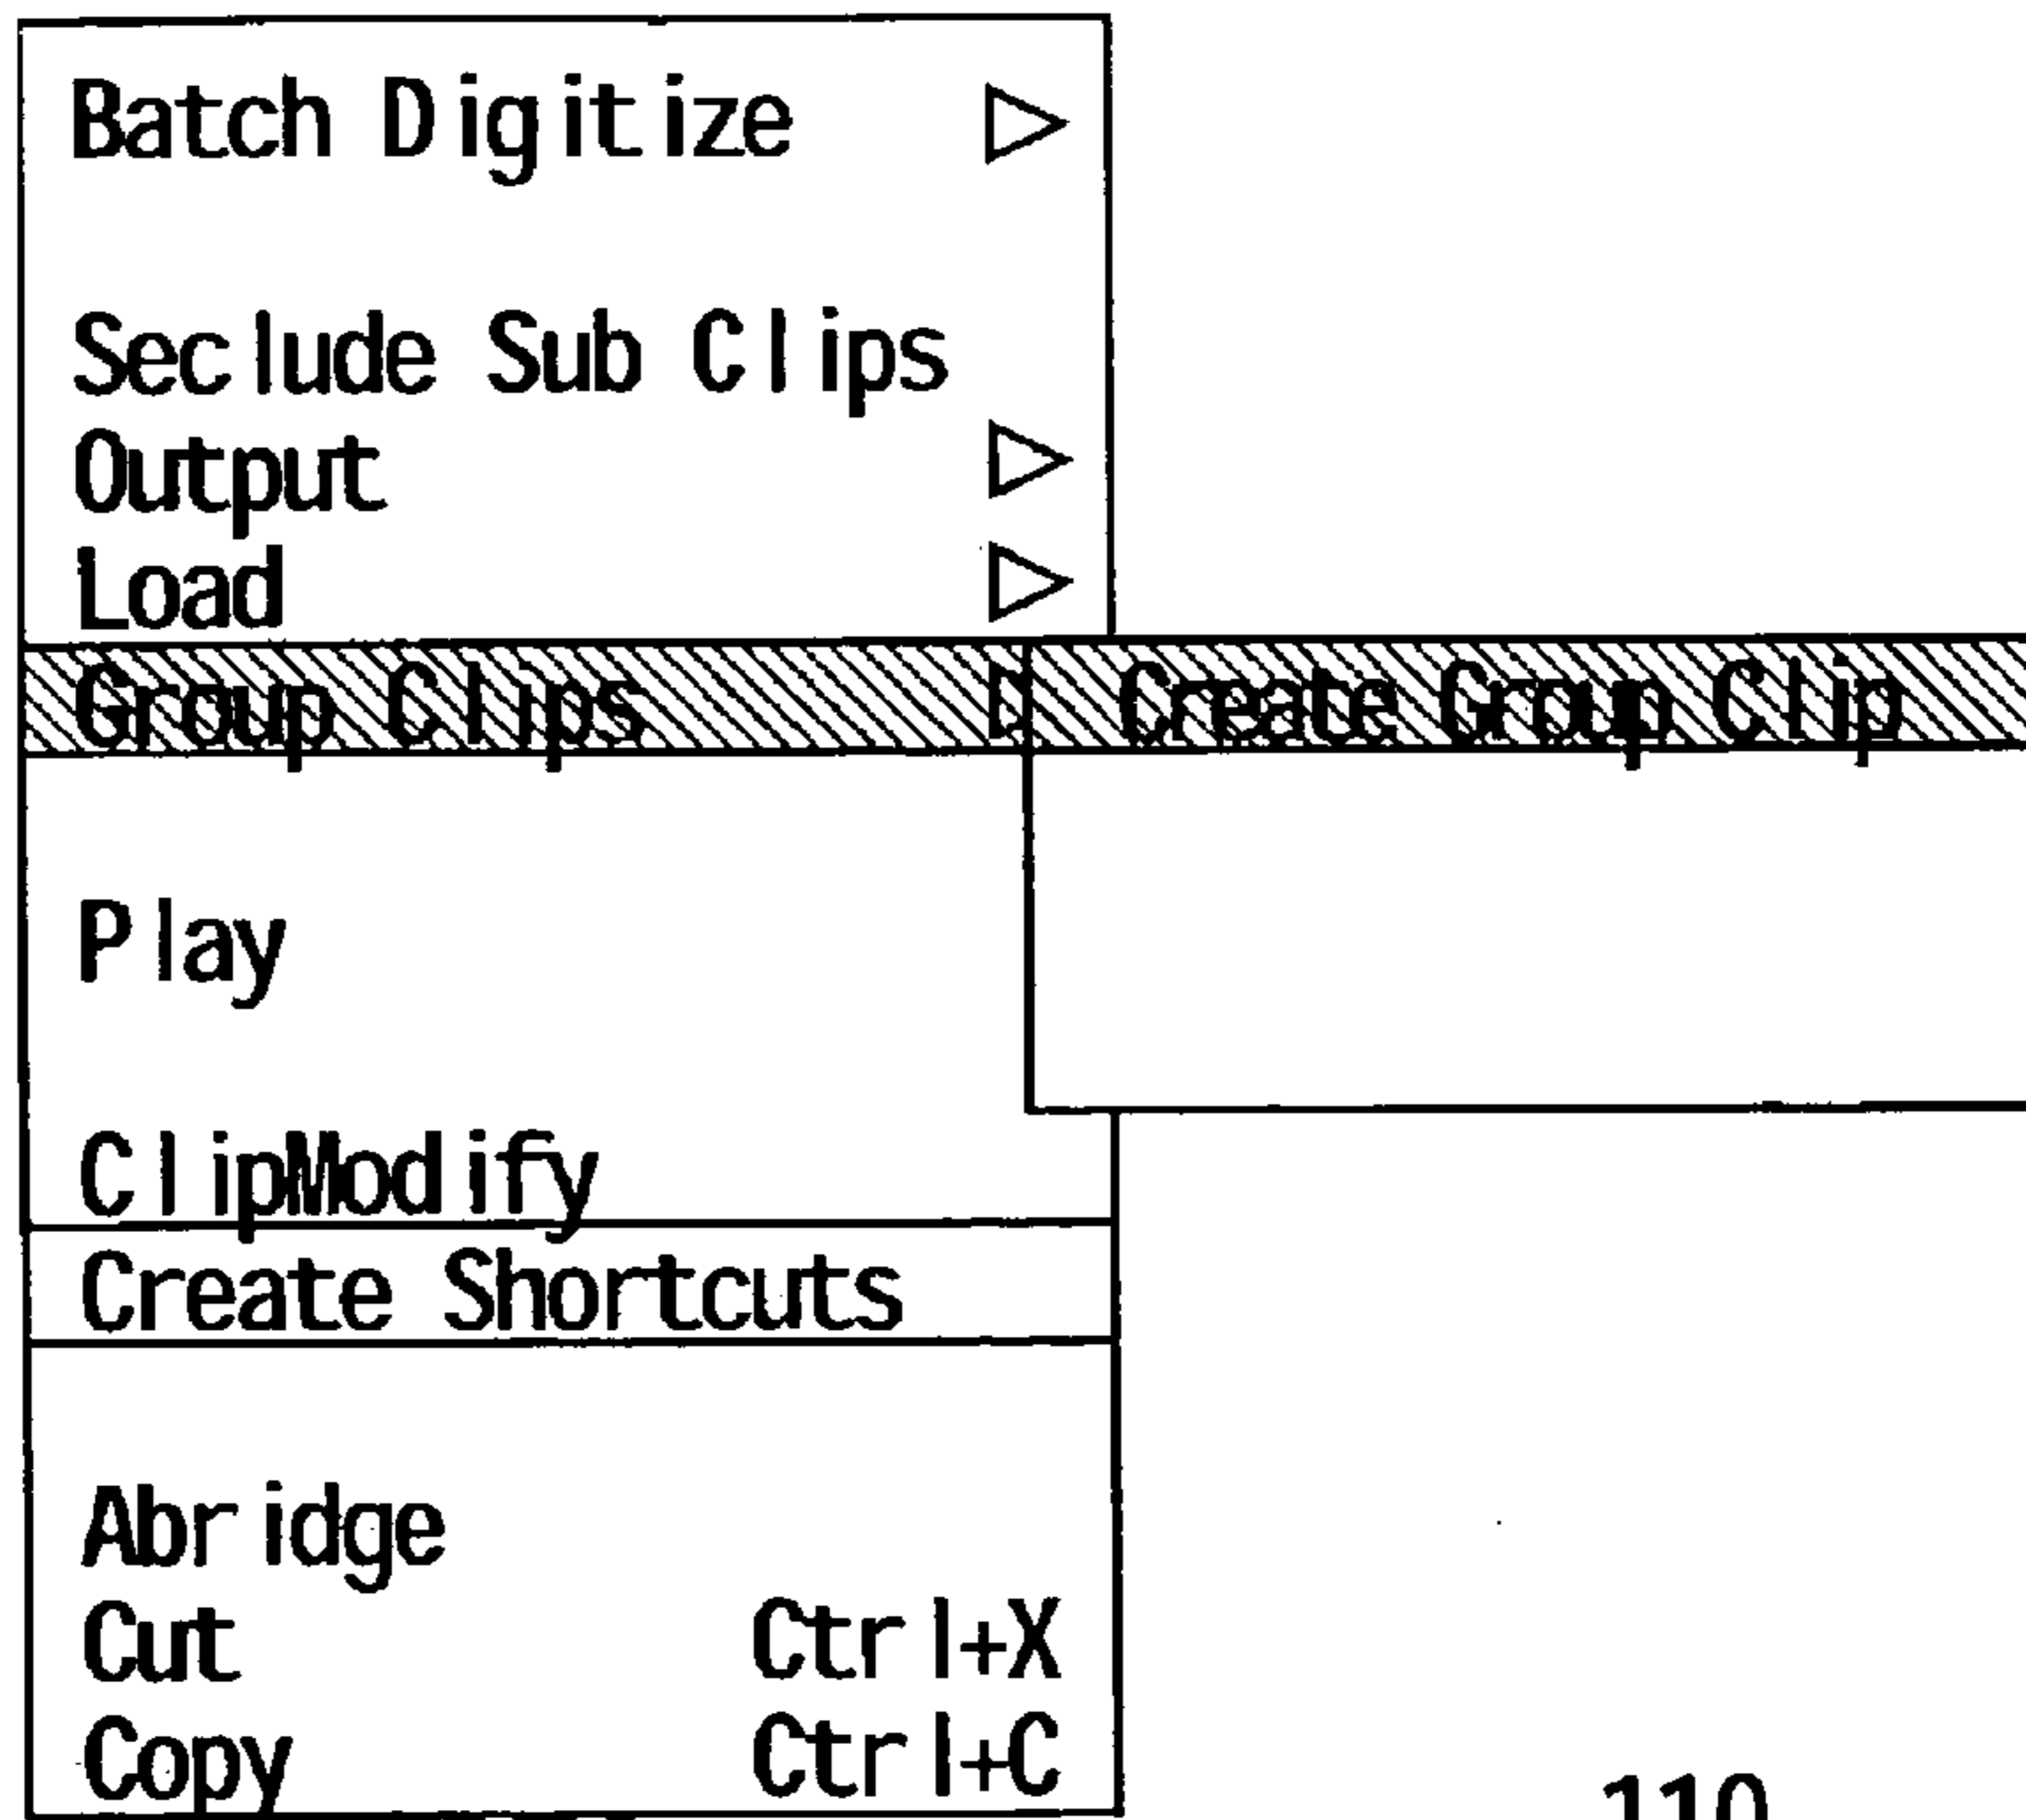 Batch Digitize ▷
Seclude Sub Clips
Output ▷
Load ▷
Group Clips ▷ Create Group Clip
Play
ClipModify
Create Shortcuts
Abridge
Cut Ctrl+X
Copy Ctrl+C
110